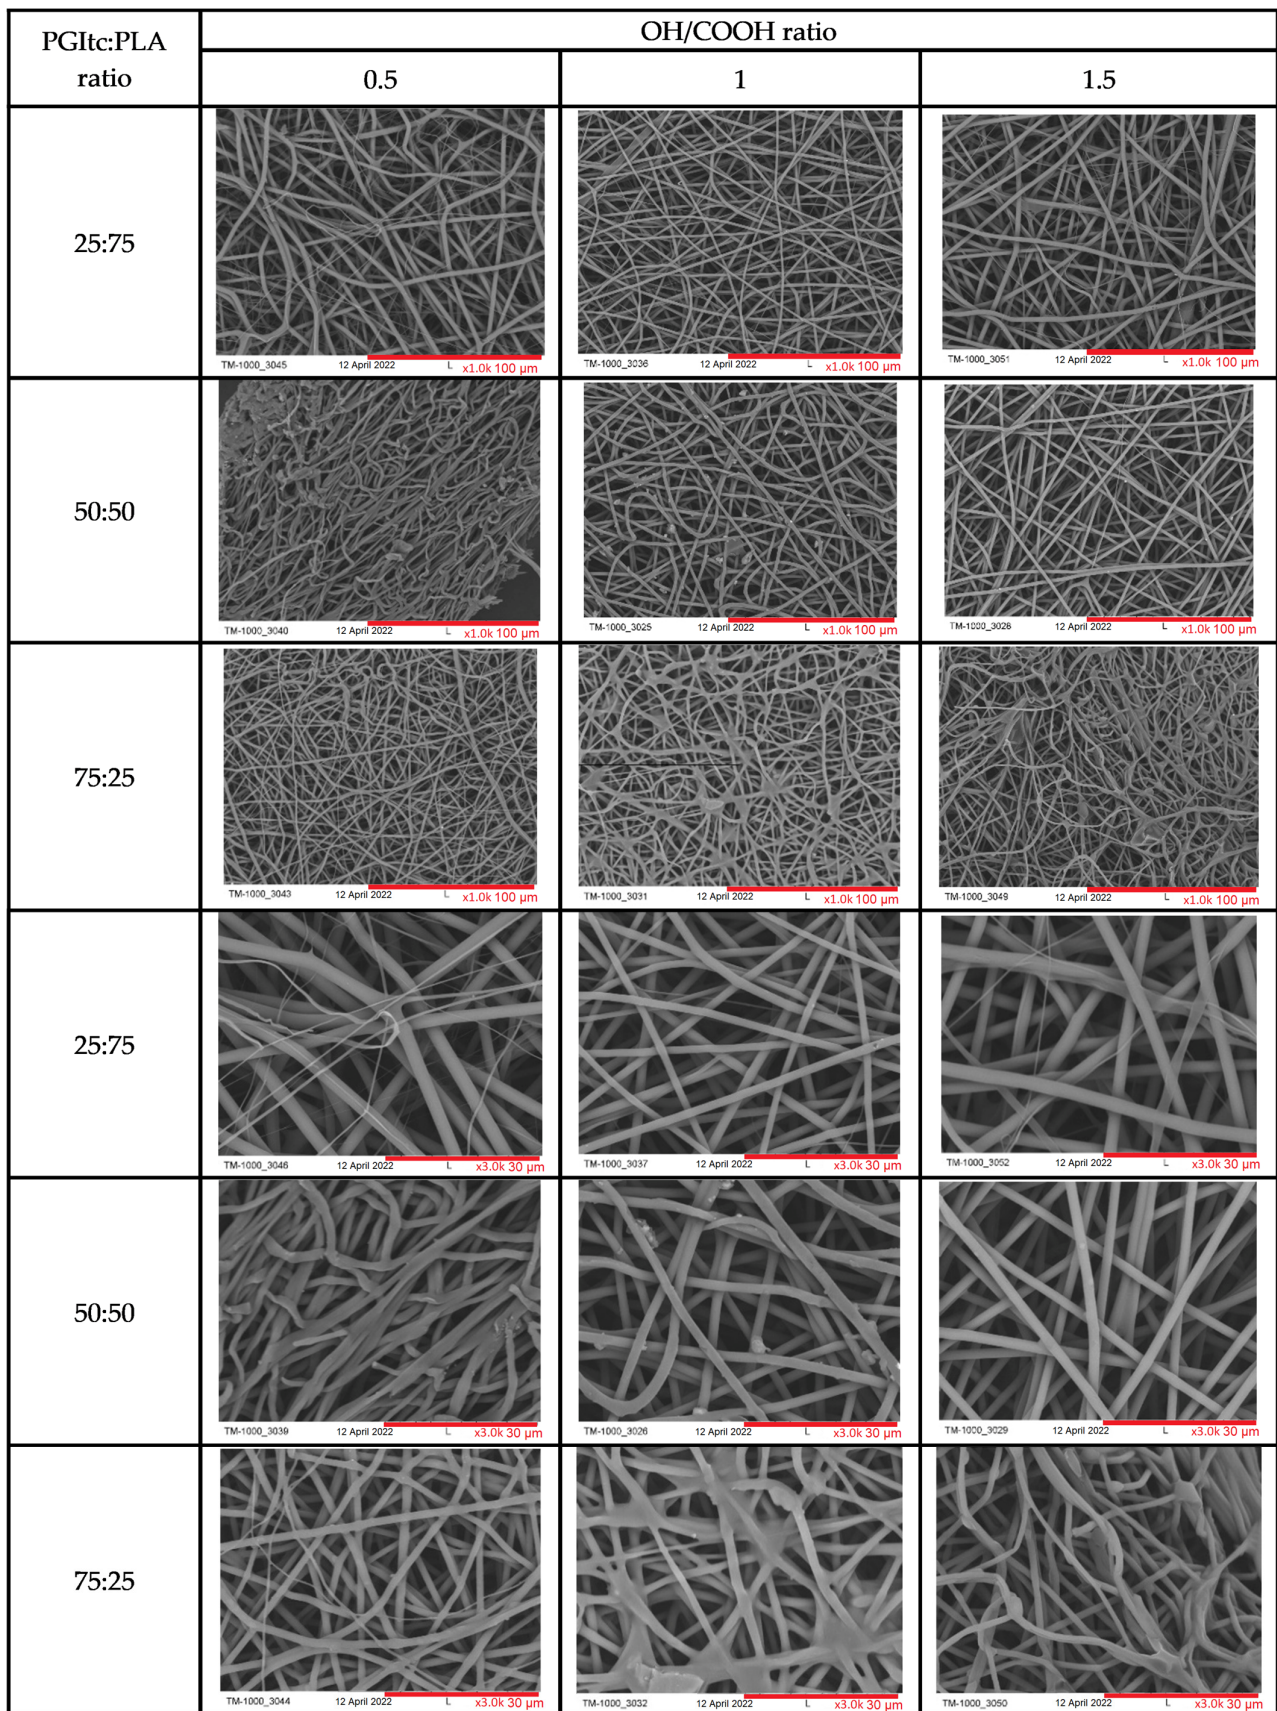 PGItc:PLA
ratio
OH/COOH ratio
0.5
1
1.5
25:75
TM-1000_3045 12 April 2022 L x1.0k 100 µm
TM-1000_3036 12 April 2022 L x1.0k 100 µm
TM-1000_3051 12 April 2022 L x1.0k 100 µm
50:50
TM-1000_3040 12 April 2022 L x1.0k 100 µm
TM-1000_3025 12 April 2022 L x1.0k 100 µm
TM-1000_3026 12 April 2022 L x1.0k 100 µm
75:25
TM-1000_3043 12 April 2022 L x1.0k 100 µm
TM-1000_3031 12 April 2022 L x1.0k 100 µm
TM-1000_3049 12 April 2022 L x1.0k 100 µm
25:75
TM-1000_3046 12 April 2022 L x3.0k 30 µm
TM-1000_3037 12 April 2022 L x3.0k 30 µm
TM-1000_3052 12 April 2022 L x3.0k 30 µm
50:50
TM-1000_3039 12 April 2022 L x3.0k 30 µm
TM-1000_3026 12 April 2022 L x3.0k 30 µm
TM-1000_3029 12 April 2022 L x3.0k 30 µm
75:25
TM-1000_3044 12 April 2022 L x3.0k 30 µm
TM-1000_3032 12 April 2022 L x3.0k 30 µm
TM-1000_3050 12 April 2022 L x3.0k 30 µm